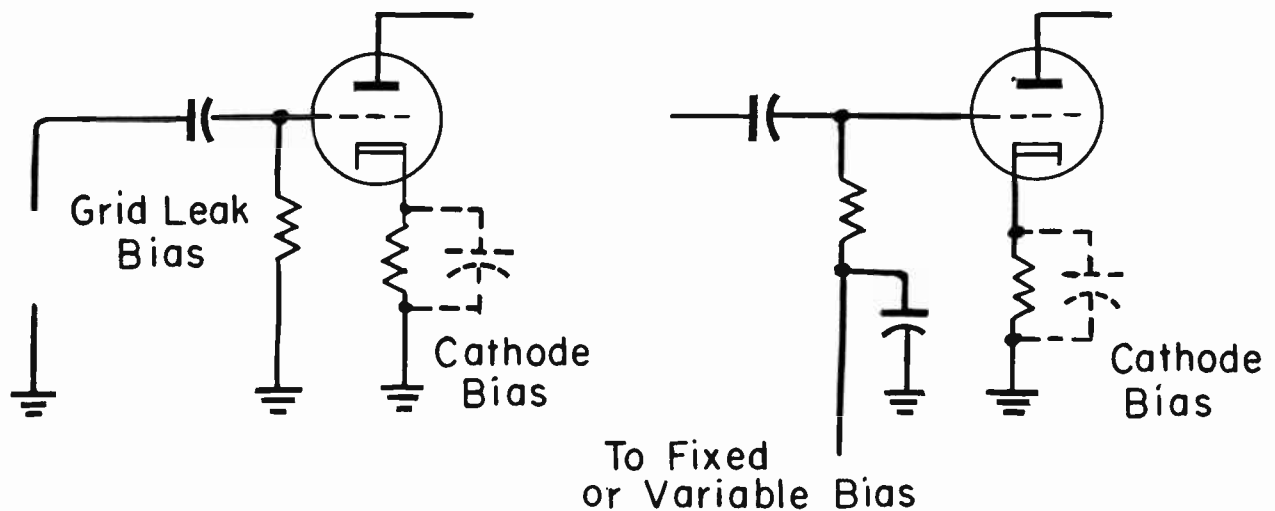 Grid Leak
Bias
Cathode
Bias
To Fixed
or Variable Bias
Cathode
Bias